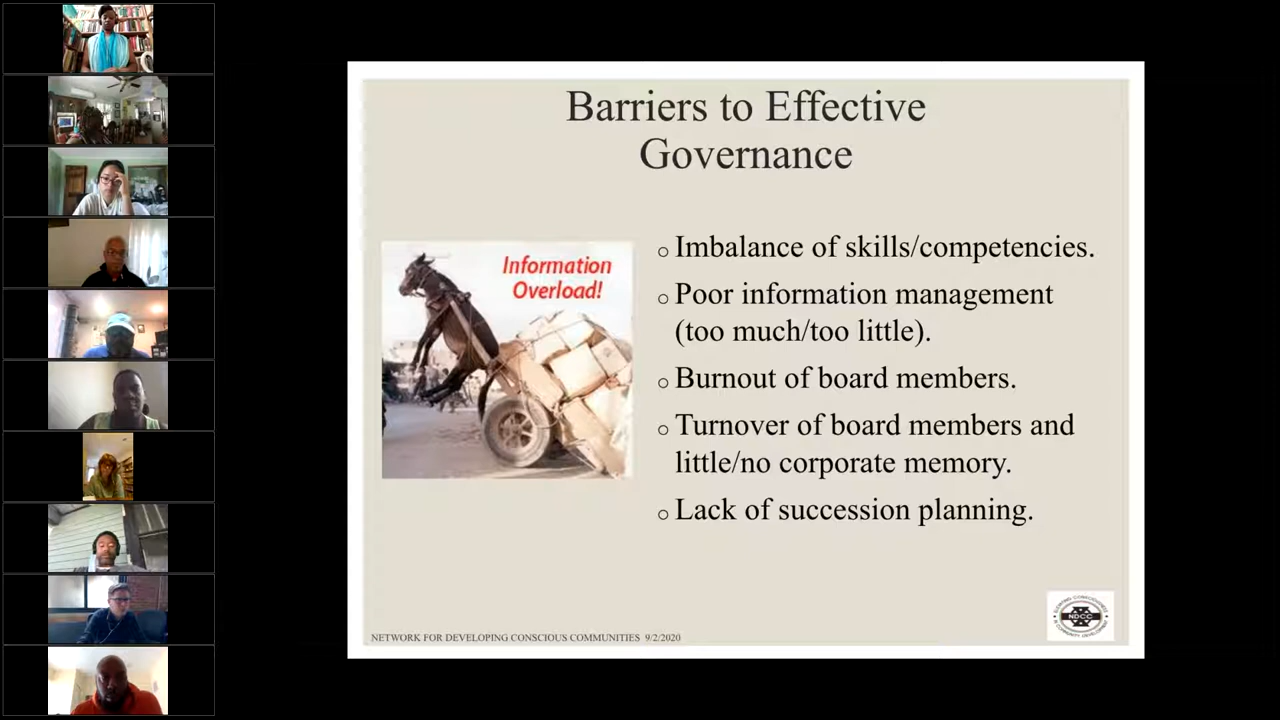 Barriers to Effective
Governance
Information
Overload!
Imbalance of skills/competencies.
Poor information management
(too much/too little).
Burnout of board members.
Turnover of board members and
little/no corporate memory.
Lack of succession planning.
NDCC
NETWORK FOR DEVELOPING CONSCIOUS COMMUNITIES 9/2/2020